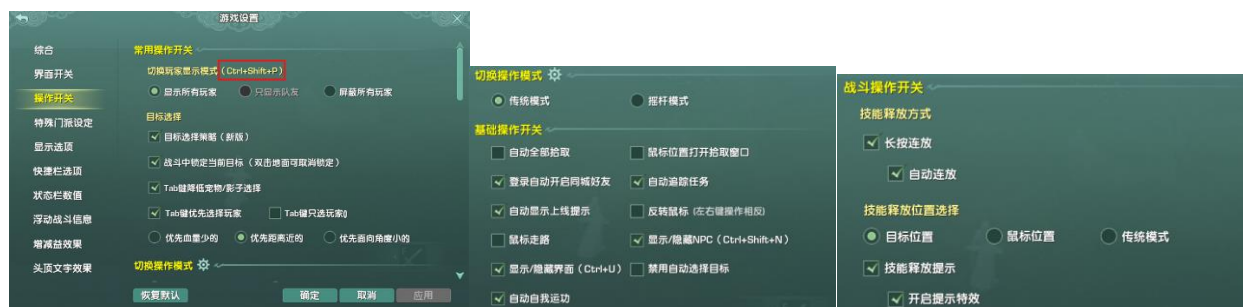 游戏设置
综合
界面开关
操作开关
特殊门派设定
显示选项
快捷栏选项
状态栏数值
浮动战斗信息
增减益效果
头顶文字效果
常用操作开关
切换玩家显示模式(Ctrl+Shift+P)
显示所有玩家 只显示队友 屏蔽所有玩家
目标选择
目标选择策略(新版)
战斗中锁定当前目标(双击地面可取消锁定)
Tab键降低宠物/影子选择
Tab键优先选择玩家 Tab键只选玩家
优先血量少的 优先距离近的 优先面向角度小的
切换操作模式
恢复默认 确定 取消 应用
切换操作模式
传统模式 摇杆模式
基础操作开关
自动全部拾取 鼠标位置打开拾取窗口
登录自动开启同城好友 自动追踪任务
自动显示上线提示 反转鼠标(左右键操作相反)
鼠标走路 显示/隐藏NPC(Ctrl+Shift+N)
显示/隐藏界面(Ctrl+U) 禁用自动选择目标
自动自我运功
战斗操作开关
技能释放方式
长按连放
自动连放
技能释放位置选择
目标位置 鼠标位置 传统模式
技能释放提示
开启提示特效